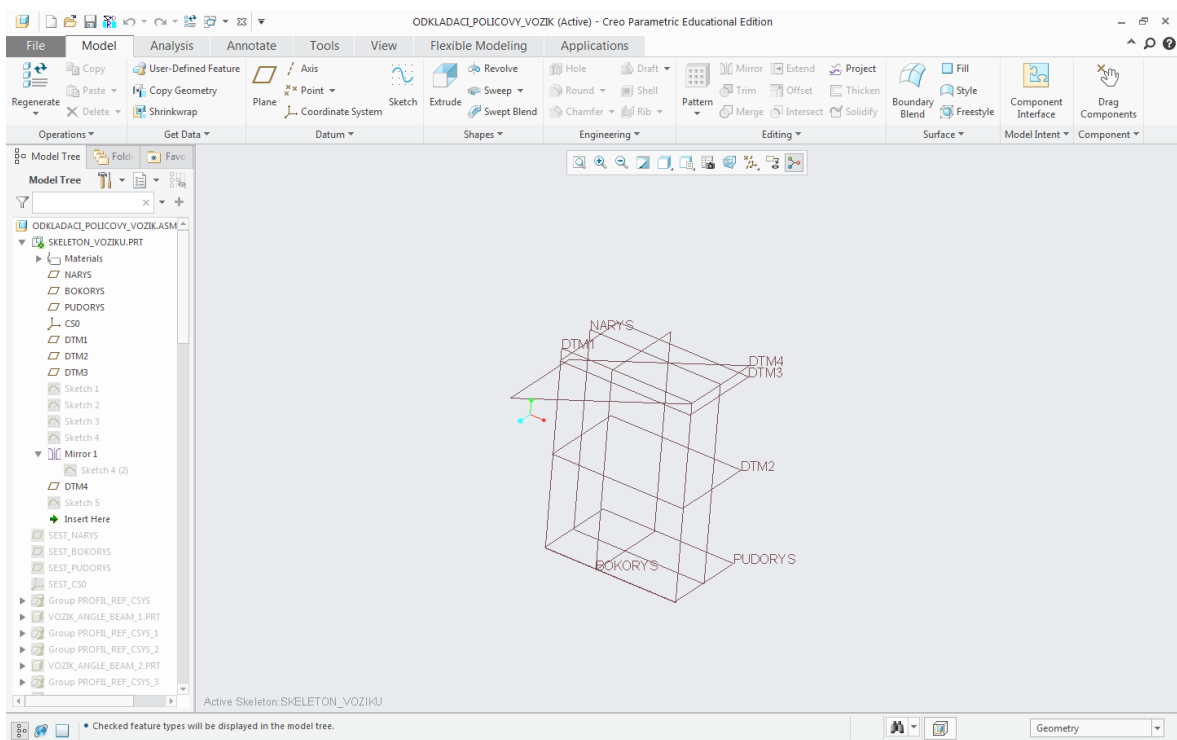 ODKLADACI_POLICOVY_VOZIK (Active) - Creo Parametric Educational Edition
File Model Analysis Annotate Tools View Flexible Modeling Applications
Regenerate
Copy
Paste
Delete
Operations
User-Defined Feature
Copy Geometry
Shrinkwrap
Get Data
Plane
Axis
Point
Coordinate System
Sketch
Datum
Extrude
Revolve
Sweep
Swept Blend
Shapes
Hole
Draft
Round
Shell
Chamfer
Rib
Engineering
Pattern
Mirror
Extend
Project
Trim
Offset
Thicken
Merge
Intersect
Solidify
Editing
Boundary
Blend
Fill
Style
Freestyle
Surface
Component
Interface
Model Intent
Drag
Components
Component
Model Tree
Fold
Favo
Model Tree
ODKLADACI_POLICOVY_VOZIK.ASM
SKELETON_VOZIKU.PRT
Materials
NARYS
BOKORYS
PUDORYS
CS0
DTM1
DTM2
DTM3
Sketch 1
Sketch 2
Sketch 3
Sketch 4
Mirror 1
Sketch 4 (2)
DTM4
Sketch 5
Insert Here
SEST_NARYS
SEST_BOKORYS
SEST_PUDORYS
SEST_CS0
Group PROFIL_REF_CSYS
VOZIK_ANGLE_BEAM_1.PRT
Group PROFIL_REF_CSYS_1
Group PROFIL_REF_CSYS_2
VOZIK_ANGLE_BEAM_2.PRT
Group PROFIL_REF_CSYS_3
NARYS
DTM1
DTM4
DTM3
DTM2
BOKORYS
PUDORYS
Active Skeleton:SKELETON_VOZIKU
• Checked feature types will be displayed in the model tree.
Geometry